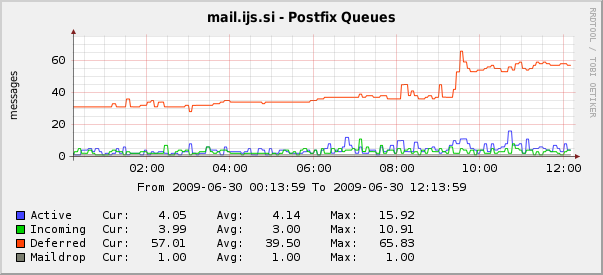 mail.ijs.si - Postfix Queues
RRDTOOL / TOBI OETIKER
messages
60
40
20
0
02:00 04:00 06:00 08:00 10:00 12:00
From 2009-06-30 00:13:59 To 2009-06-30 12:13:59
Active Cur: 4.05 Avg: 4.14 Max: 15.92
Incoming Cur: 3.99 Avg: 3.00 Max: 10.91
Deferred Cur: 57.01 Avg: 39.50 Max: 65.83
Maildrop Cur: 1.00 Avg: 1.00 Max: 1.00